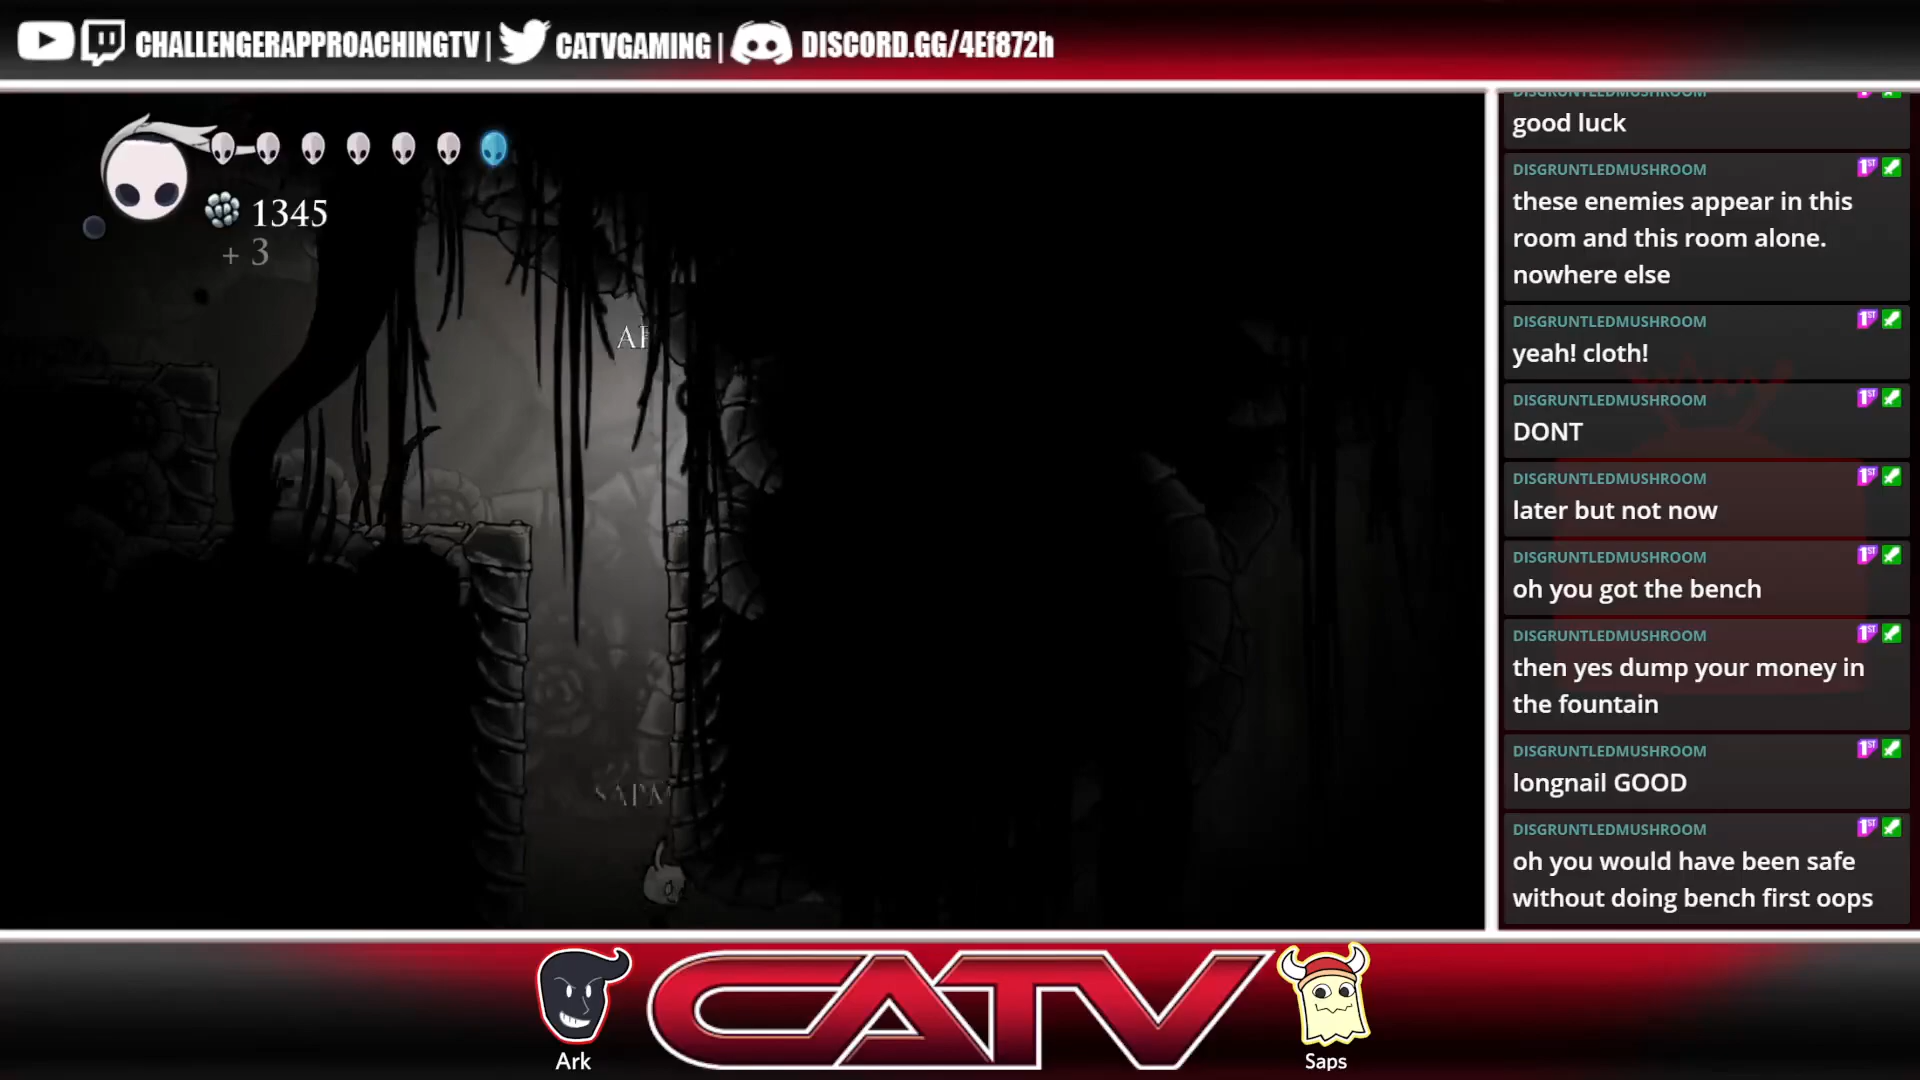 CHALLENGERAPPROACHINGTV | CATVGAMING | DISCORD.GG/4Ef872h
1345
+ 3
DISGRUNTLEDMUSHROOM
good luck
DISGRUNTLEDMUSHROOM
these enemies appear in this
room and this room alone.
nowhere else
DISGRUNTLEDMUSHROOM
yeah! cloth!
DISGRUNTLEDMUSHROOM
DONT
DISGRUNTLEDMUSHROOM
later but not now
DISGRUNTLEDMUSHROOM
oh you got the bench
DISGRUNTLEDMUSHROOM
then yes dump your money in
the fountain
DISGRUNTLEDMUSHROOM
longnail GOOD
DISGRUNTLEDMUSHROOM
oh you would have been safe
without doing bench first oops
CATV
Ark
Saps